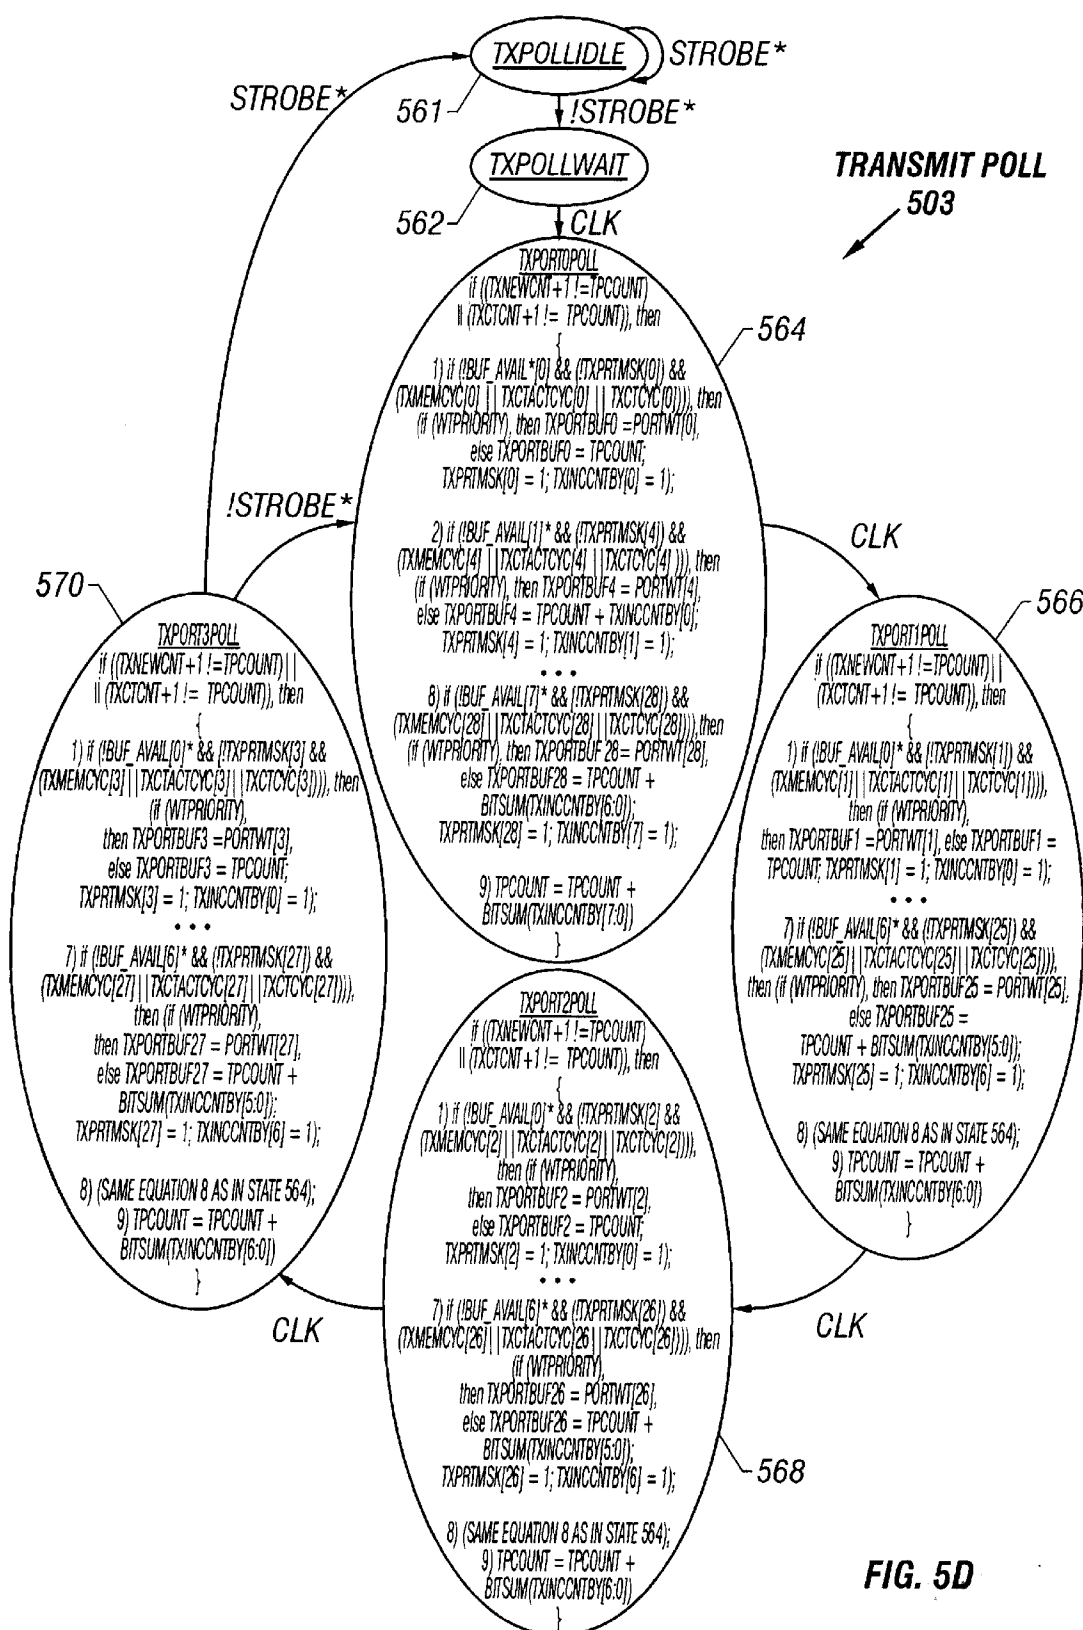 TXPOLLIDLE
STROBE*
STROBE*
561
!STROBE*
TXPOLLWAIT
562
CLK
TRANSMIT POLL
503
TXPORT0POLL
if ((TXNEWCNT+1 !=TPCOUNT)
|| (TXCTCNT+1 != TPCOUNT)), then
{
1) if (!BUF_AVAIL*[0] && (!TXPRTMSK[0]) &&
(TXMEMCYC[0] || TXCTACTCYC[0] || TXCTCYC[0]))), then
(if (WTPRIORITY), then TXPORTBUF0 =PORTWT[0],
else TXPORTBUF0 = TPCOUNT;
TXPRTMSK[0] = 1; TXINCCNTBY[0] = 1);
2) if (!BUF_AVAIL[1]* && (!TXPRTMSK[4]) &&
(TXMEMCYC[4] ||TXCTACTCYC[4] ||TXCTCYC[4] ))), then
(if (WTPRIORITY), then TXPORTBUF4 = PORTWT[4],
else TXPORTBUF4 = TPCOUNT + TXINCCNTBY[0];
TXPRTMSK[4] = 1; TXINCCNTBY[1] = 1);
• • •
8) if (!BUF_AVAIL[7]* && (!TXPRTMSK[28]) &&
(TXMEMCYC[28]||TXCTACTCYC[28]||TXCTCYC[28]))),then
(if (WTPRIORITY), then TXPORTBUF28= PORTWT[28],
else TXPORTBUF28 = TPCOUNT +
BITSUM(TXINCCNTBY[6:0]);
TXPRTMSK[28] = 1; TXINCCNTBY[7] = 1);
9) TPCOUNT = TPCOUNT +
BITSUM(TXINCCNTBY[7:0])
}
564
CLK
!STROBE*
570
TXPORT3POLL
if ((TXNEWCNT+1 !=TPCOUNT)||
|| (TXCTCNT+1 != TPCOUNT)), then
{
1) if (!BUF_AVAIL[0]* && (!TXPRTMSK[3] &&
(TXMEMCYC[3]||TXCTACTCYC[3]||TXCTCYC[3]))), then
(if (WTPRIORITY),
then TXPORTBUF3 =PORTWT[3],
else TXPORTBUF3 = TPCOUNT;
TXPRTMSK[3] = 1; TXINCCNTBY[0] = 1);
• • •
7) if (!BUF_AVAIL[6]* && (!TXPRTMSK[27]) &&
(TXMEMCYC[27]||TXCTACTCYC[27]||TXCTCYC[27]))),
then (if (WTPRIORITY),
then TXPORTBUF27 = PORTWT[27],
else TXPORTBUF27 = TPCOUNT +
BITSUM(TXINCCNTBY[5:0]);
TXPRTMSK[27] = 1; TXINCCNTBY[6] = 1);
8) (SAME EQUATION 8 AS IN STATE 564);
9) TPCOUNT = TPCOUNT +
BITSUM(TXINCCNTBY[6:0])
}
566
TXPORT1POLL
if ((TXNEWCNT+1 !=TPCOUNT)||
(TXCTCNT+1 != TPCOUNT)), then
{
1) if (!BUF_AVAIL[0]* && (!TXPRTMSK[1]) &&
(TXMEMCYC[1]||TXCTACTCYC[1]||TXCTCYC[1]))),
then (if (WTPRIORITY),
then TXPORTBUF1 =PORTWT[1], else TXPORTBUF1 =
TPCOUNT; TXPRTMSK[1] = 1; TXINCCNTBY[0] = 1);
• • •
7) if (!BUF_AVAIL[6]* && (!TXPRTMSK[25]) &&
(TXMEMCYC[25]||TXCTACTCYC[25]||TXCTCYC[25]))),
then (if (WTPRIORITY), then TXPORTBUF25 = PORTWT[25],
else TXPORTBUF25 =
TPCOUNT + BITSUM(TXINCCNTBY[5:0]);
TXPRTMSK[25] = 1; TXINCCNTBY[6] = 1);
8) (SAME EQUATION 8 AS IN STATE 564);
9) TPCOUNT = TPCOUNT +
BITSUM(TXINCCNTBY[6:0])
}
CLK
CLK
TXPORT2POLL
if ((TXNEWCNT+1 !=TPCOUNT)
|| (TXCTCNT+1 != TPCOUNT)), then
{
1) if (!BUF_AVAIL[0]* && (!TXPRTMSK[2] &&
(TXMEMCYC[2]||TXCTACTCYC[2]||TXCTCYC[2]))),
then (if (WTPRIORITY),
then TXPORTBUF2 = PORTWT[2],
else TXPORTBUF2 = TPCOUNT;
TXPRTMSK[2] = 1; TXINCCNTBY[0] = 1);
• • •
7) if (!BUF_AVAIL[6]* && (!TXPRTMSK[26]) &&
(TXMEMCYC[26]||TXCTACTCYC[26||TXCTCYC[26]))), then
(if (WTPRIORITY),
then TXPORTBUF26 = PORTWT[26],
else TXPORTBUF26 = TPCOUNT +
BITSUM(TXINCCNTBY[5:0]);
TXPRTMSK[26] = 1; TXINCCNTBY[6] = 1);
8) (SAME EQUATION 8 AS IN STATE 564);
9) TPCOUNT = TPCOUNT +
BITSUM(TXINCCNTBY[6:0])
}
568
FIG. 5D